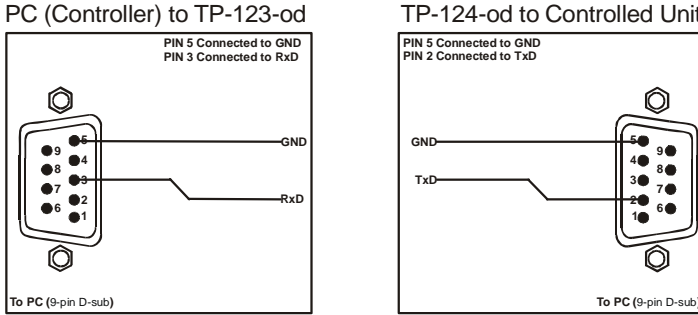 PC (Controller) to TP-123-od
PIN 5 Connected to GND
PIN 3 Connected to RxD
5
9
4
8
3
7
2
6
1
GND
RxD
To PC (9-pin D-sub)
TP-124-od to Controlled Unit
PIN 5 Connected to GND
PIN 2 Connected to TxD
GND
TxD
5
9
4
8
3
7
2
6
1
To PC (9-pin D-sub)